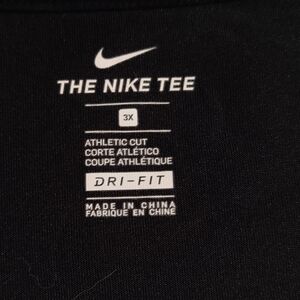 THE NIKE TEE
3X
ATHLETIC CUT
CORTE ATLÉTICO
COUPE ATHLÉTIQUE
DRI-FIT
MADE IN CHINA
FABRIQUÉ EN CHINE